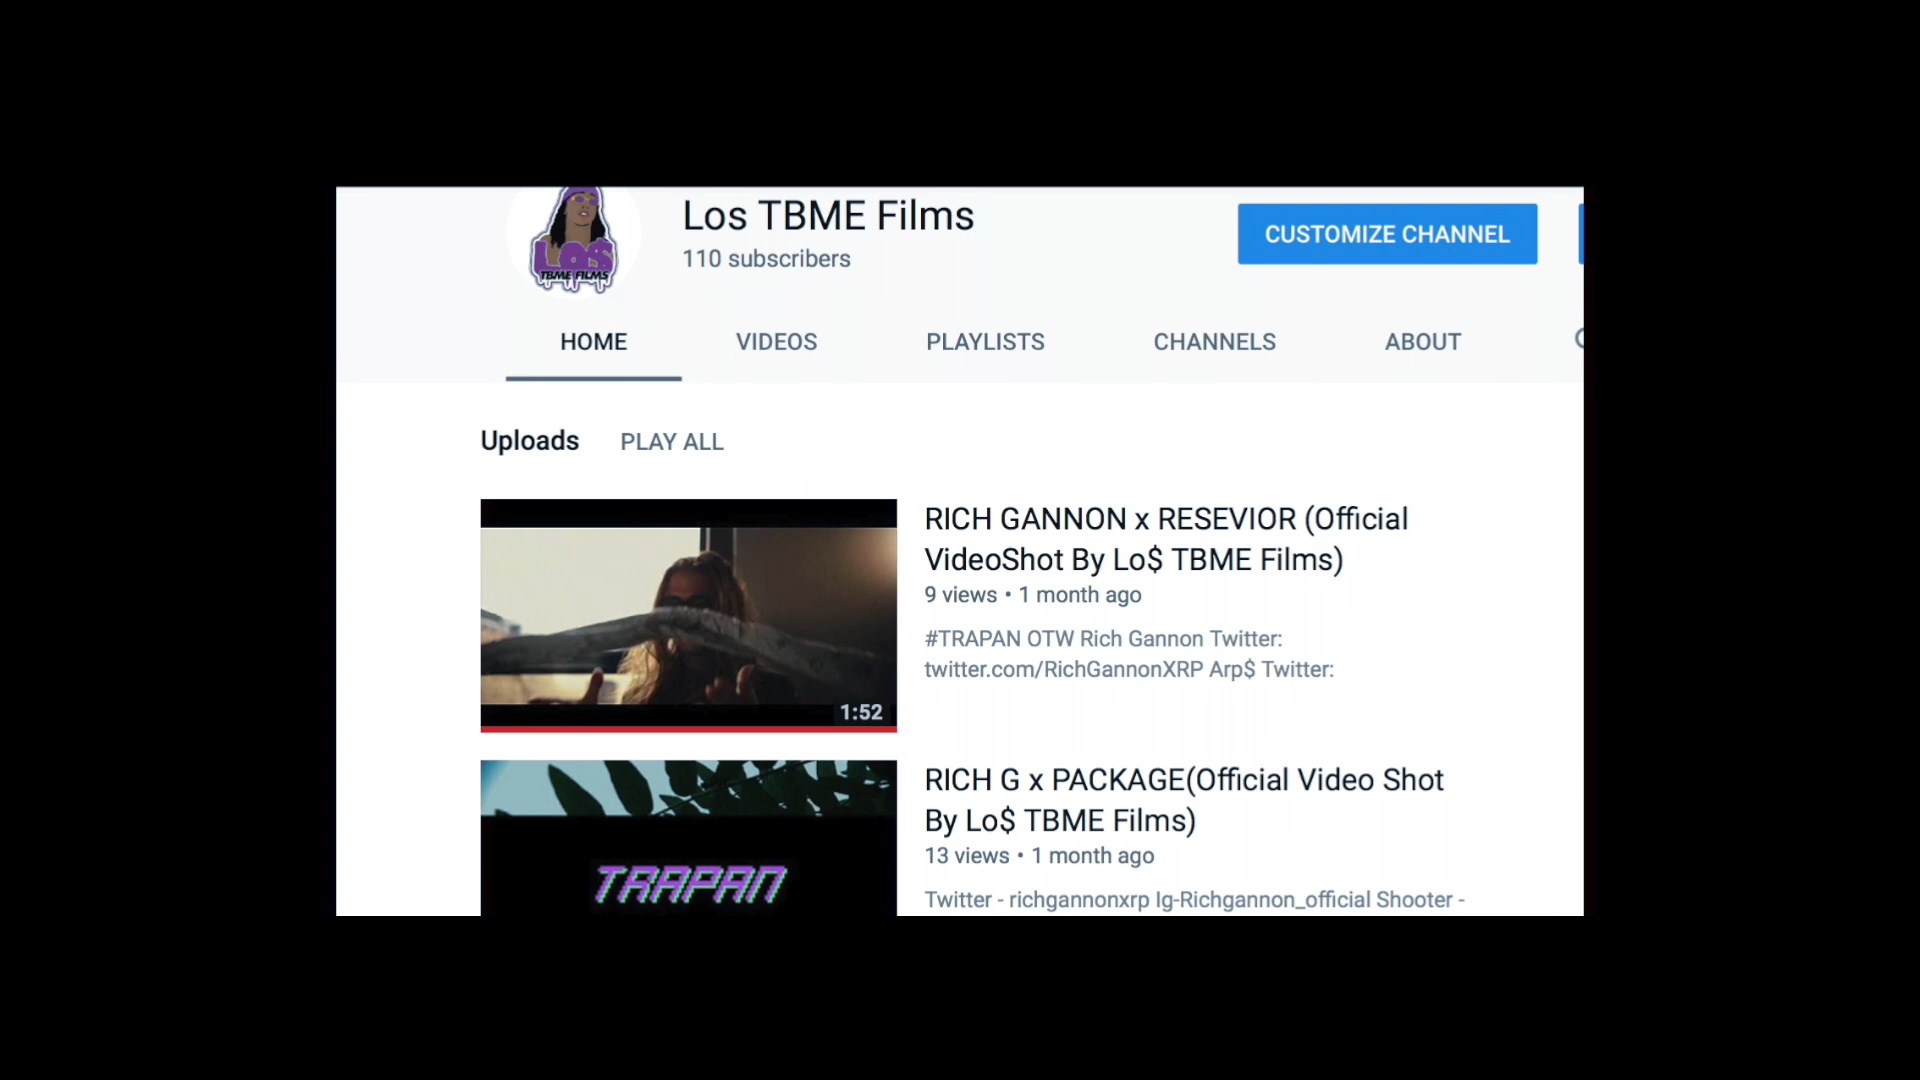 LO$
TBME FILMS
Los TBME Films
110 subscribers
CUSTOMIZE CHANNEL
HOME
VIDEOS
PLAYLISTS
CHANNELS
ABOUT
Uploads
PLAY ALL
1:52
RICH GANNON x RESEVIOR (Official
VideoShot By Lo$ TBME Films)
9 views • 1 month ago
#TRAPAN OTW Rich Gannon Twitter:
twitter.com/RichGannonXRP Arp$ Twitter:
TRAPAN
RICH G x PACKAGE(Official Video Shot
By Lo$ TBME Films)
13 views • 1 month ago
Twitter - richgannonxrp Ig-Richgannon_official Shooter -